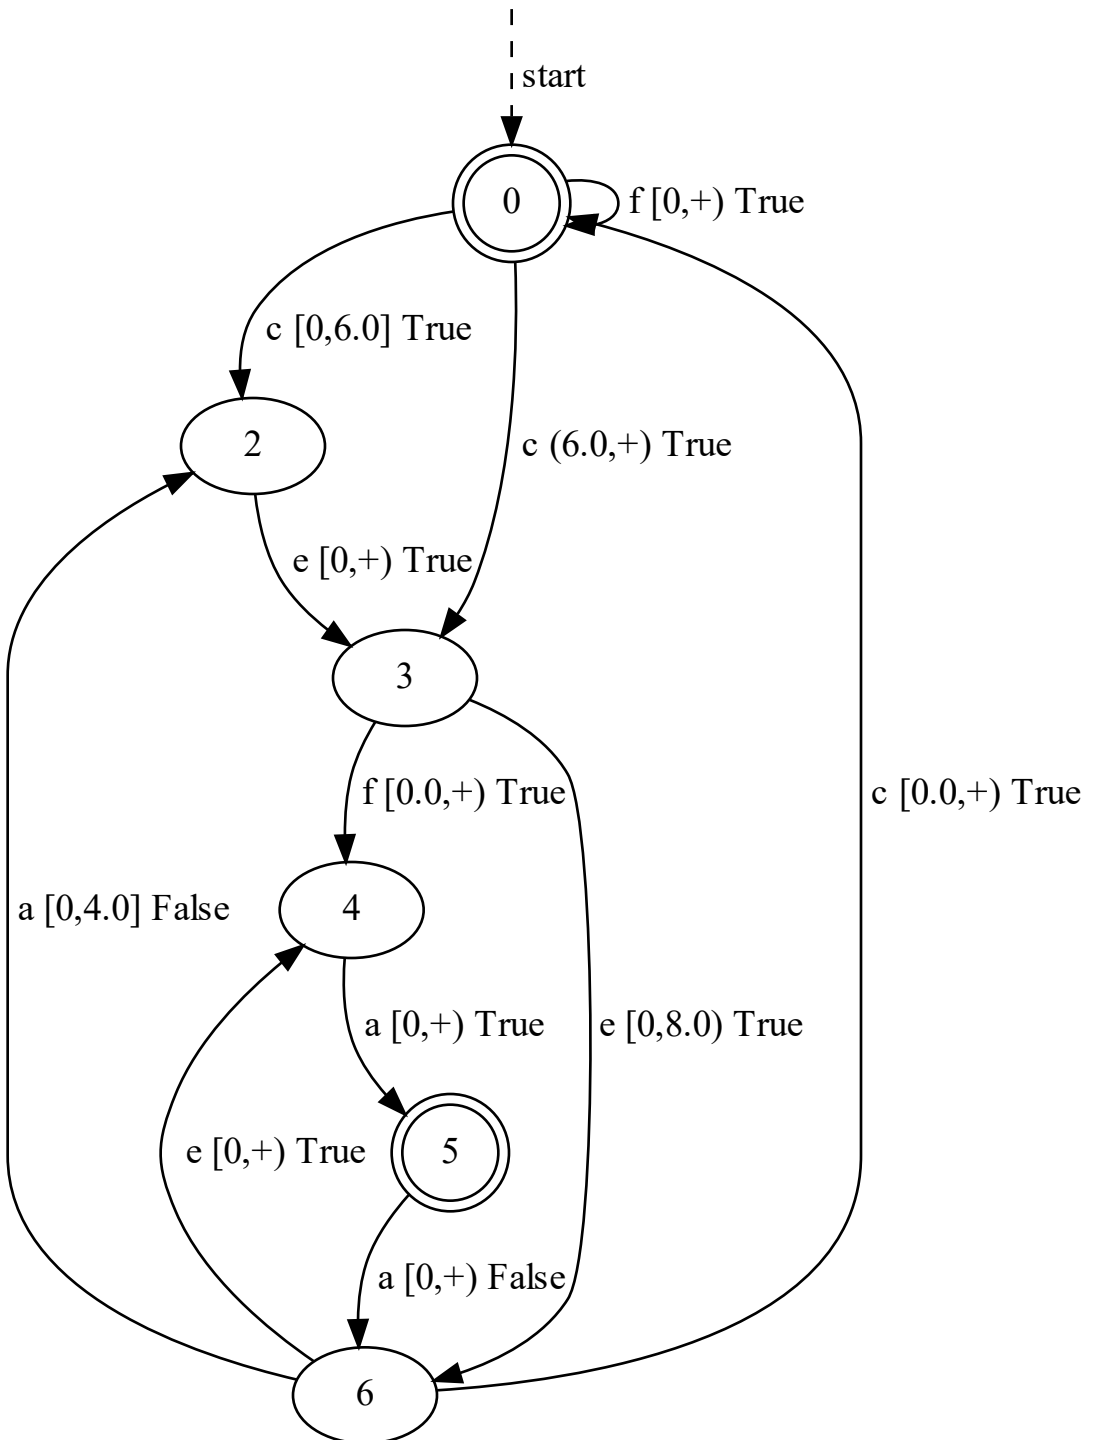 start
0
f [0,+) True
c [0,6.0] True
2
c (6.0,+) True
e [0,+) True
3
f [0.0,+) True
c [0.0,+) True
a [0,4.0] False
4
a [0,+) True
e [0,8.0) True
e [0,+) True
5
a [0,+) False
6